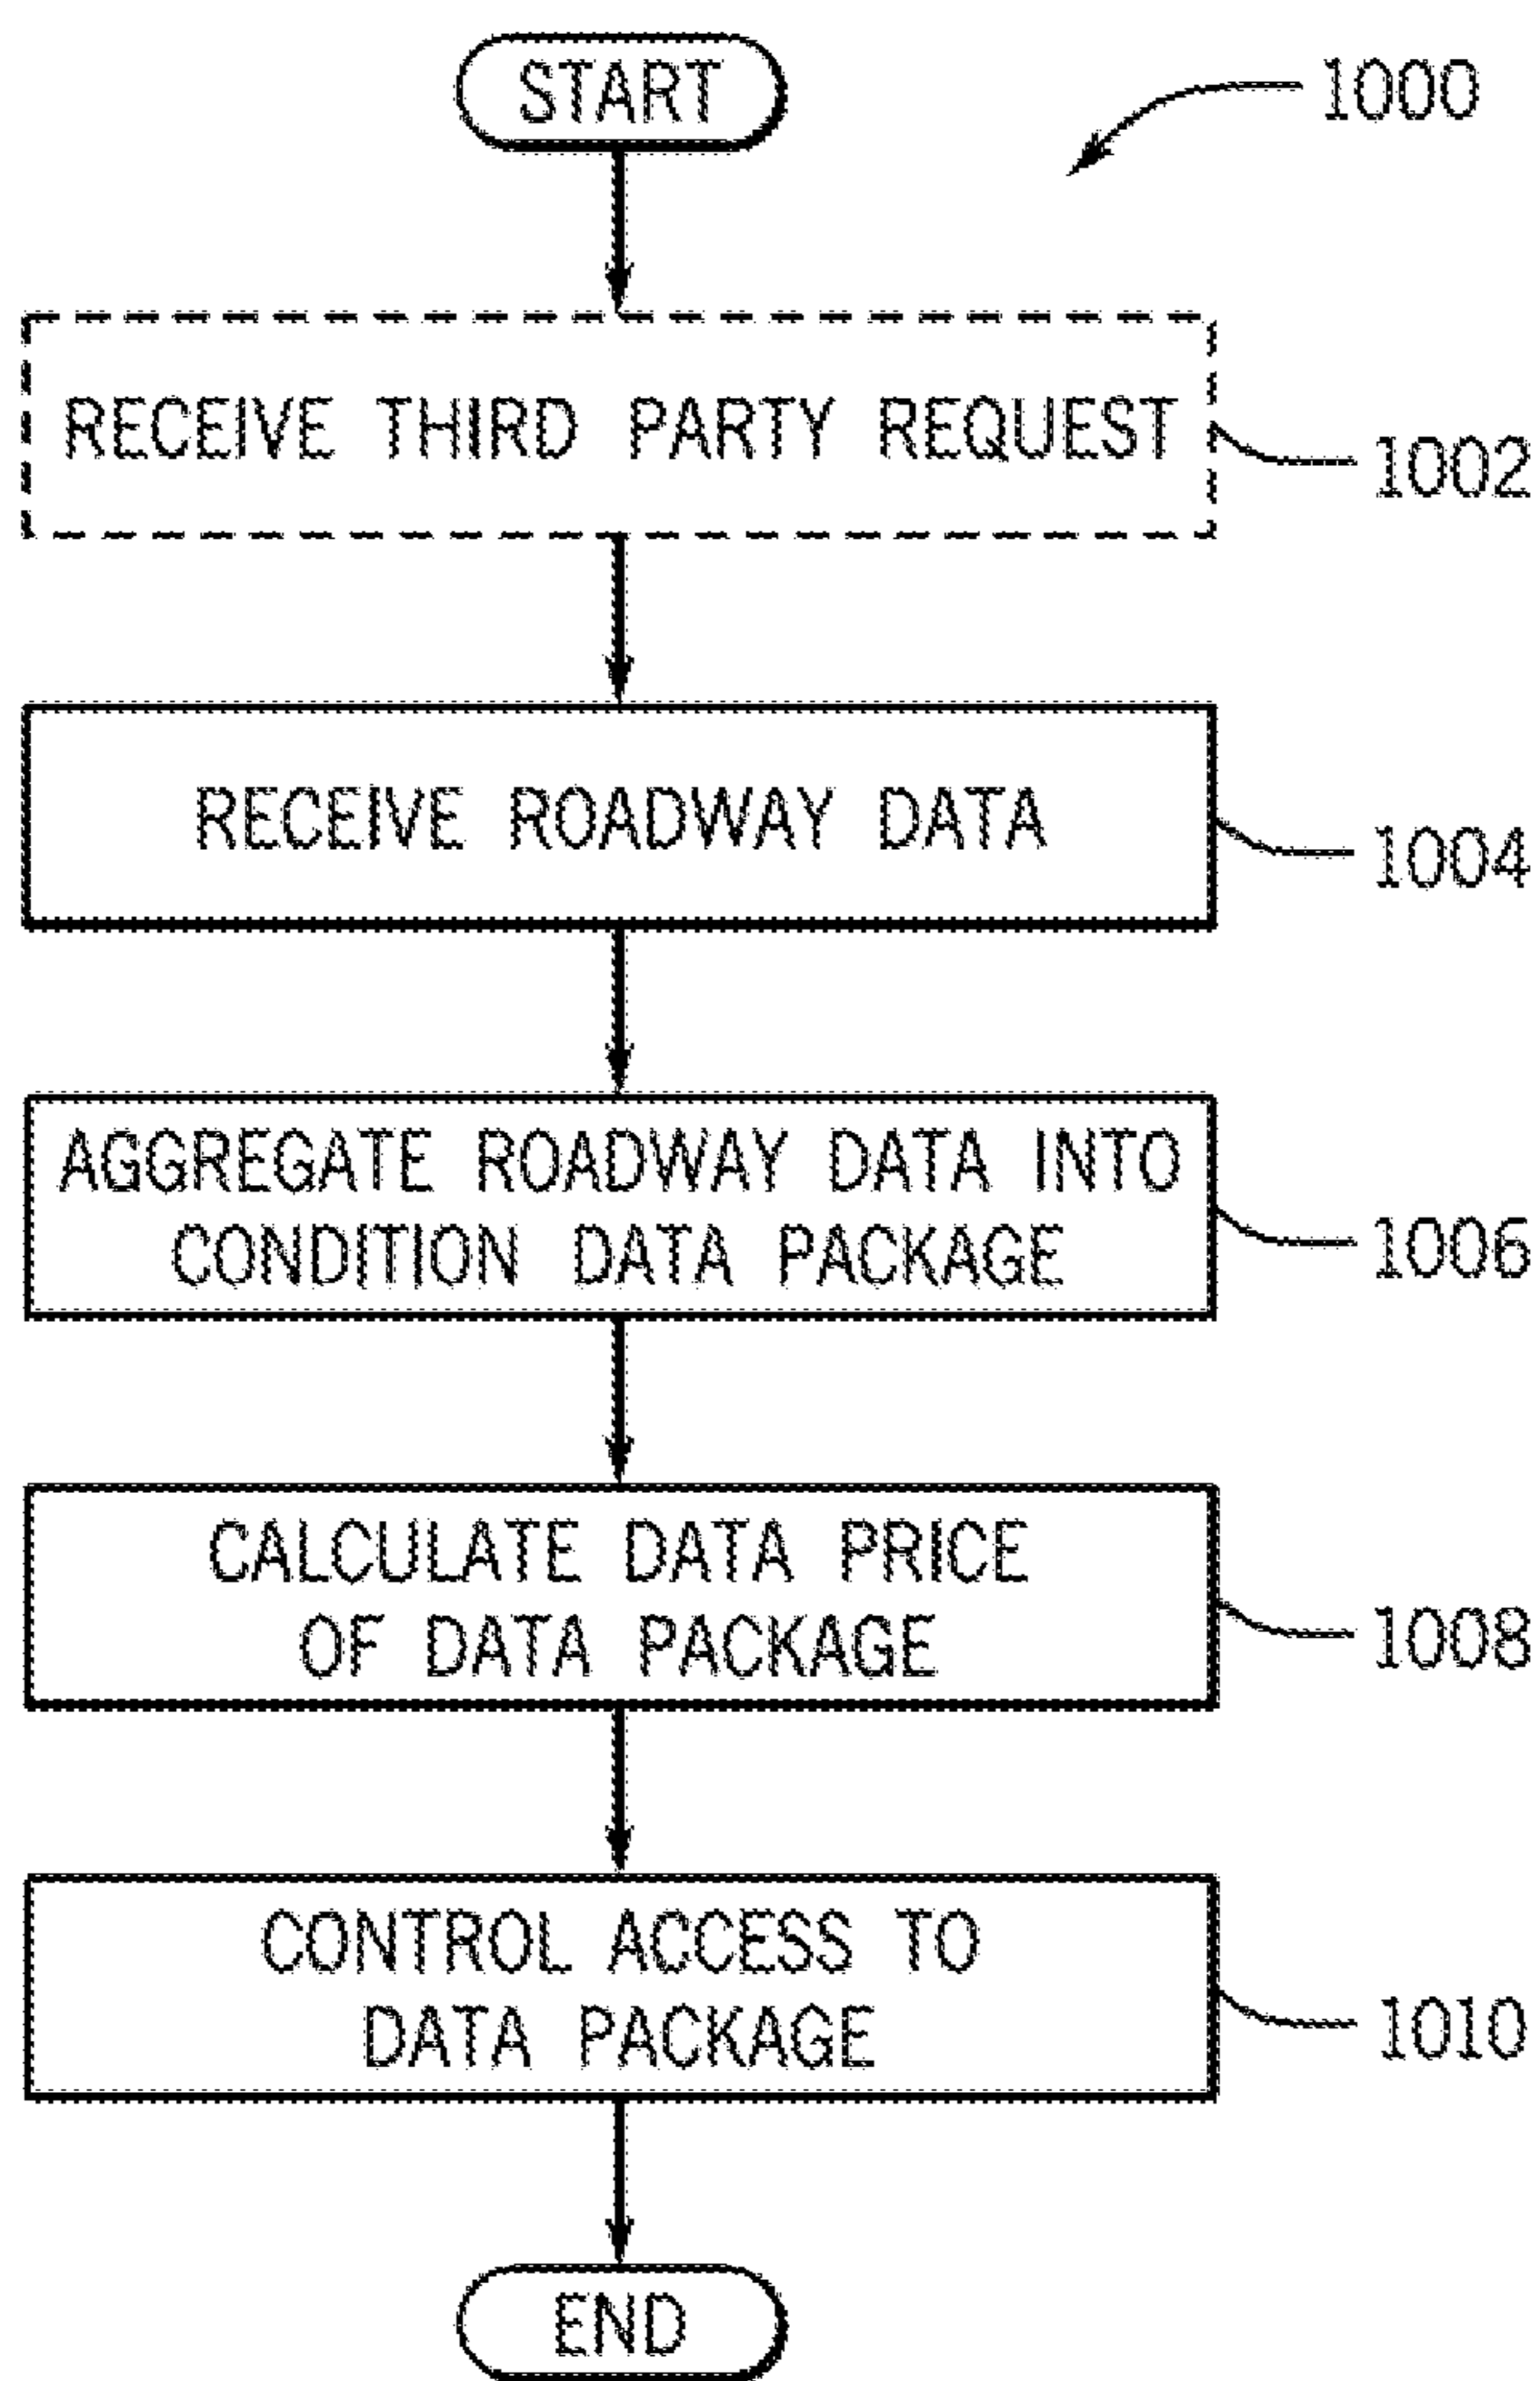 START
1000
RECEIVE THIRD PARTY REQUEST
1002
RECEIVE ROADWAY DATA
1004
AGGREGATE ROADWAY DATA INTO
CONDITION DATA PACKAGE
1006
CALCULATE DATA PRICE
OF DATA PACKAGE
1008
CONTROL ACCESS TO
DATA PACKAGE
1010
END